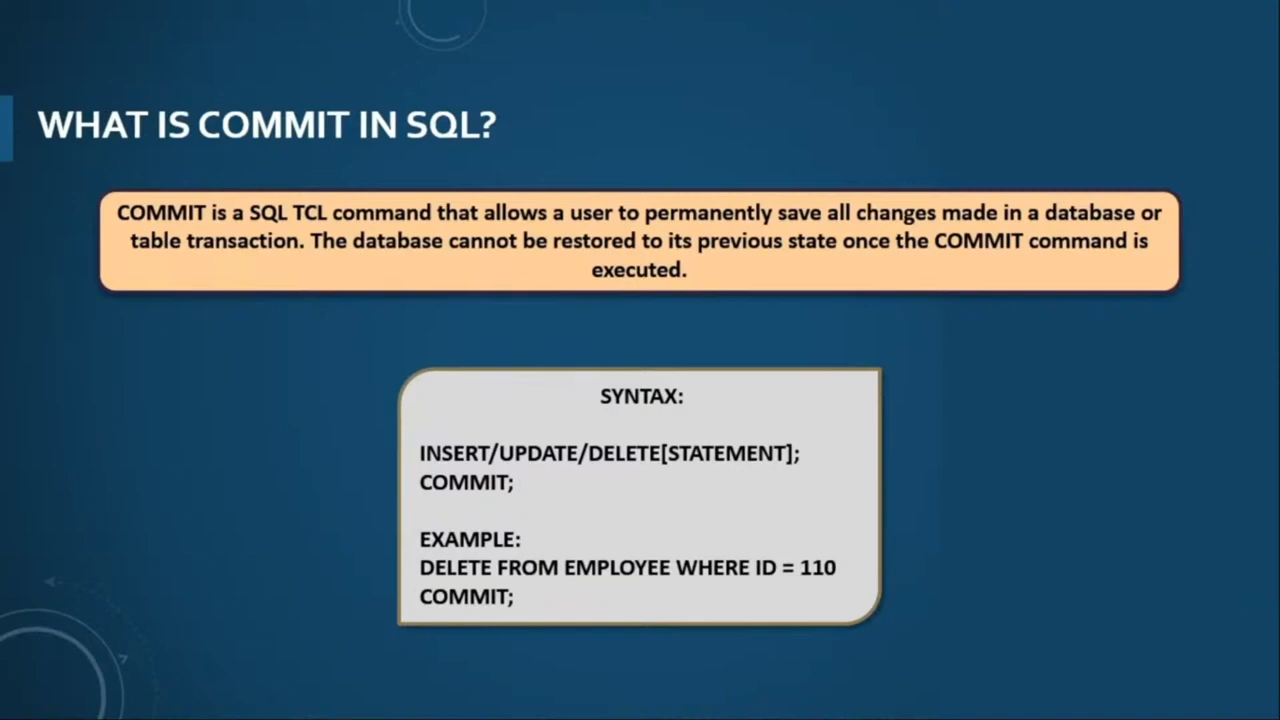 WHAT IS COMMIT IN SQL?
COMMIT is a SQL TCL command that allows a user to permanently save all changes made in a database or
table transaction. The database cannot be restored to its previous state once the COMMIT command is
executed.
SYNTAX:
INSERT/UPDATE/DELETE[STATEMENT];
COMMIT;
EXAMPLE:
DELETE FROM EMPLOYEE WHERE ID = 110
COMMIT;